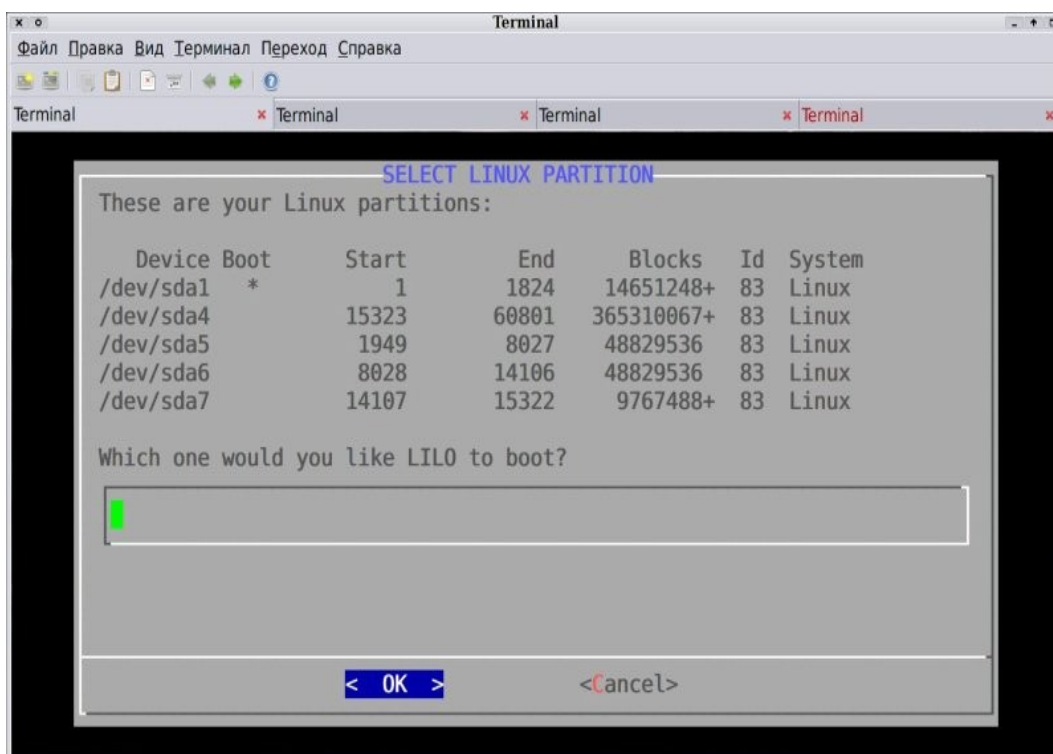 Terminal
Файл Правка Вид Терминал Переход Справка
Terminal Terminal Terminal Terminal
SELECT LINUX PARTITION
These are your Linux partitions:
Device Boot Start End Blocks Id System
/dev/sda1 * 1 1824 14651248+ 83 Linux
/dev/sda4 15323 60801 365310067+ 83 Linux
/dev/sda5 1949 8027 48829536 83 Linux
/dev/sda6 8028 14106 48829536 83 Linux
/dev/sda7 14107 15322 9767488+ 83 Linux
Which one would you like LILO to boot?
< OK > <Cancel>